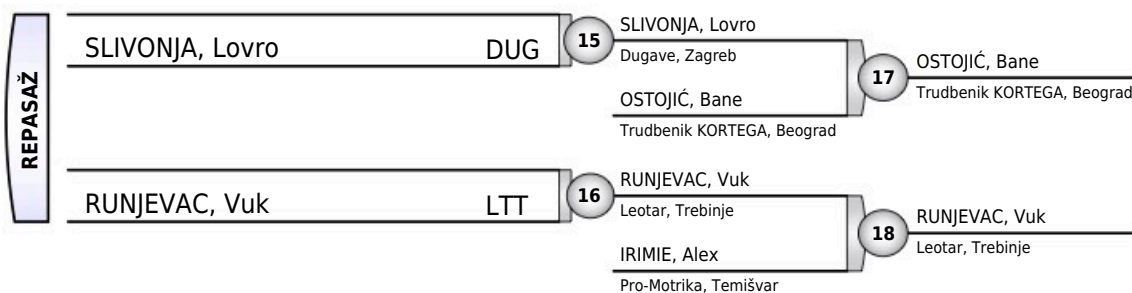 REPASAŽ
SLIVONJA, Lovro DUG
15
SLIVONJA, Lovro
Dugave, Zagreb
OSTOJIĆ, Bane
Trudbenik KORTEGA, Beograd
17
OSTOJIĆ, Bane
Trudbenik KORTEGA, Beograd
RUNJEVAC, Vuk LTT
16
RUNJEVAC, Vuk
Leotar, Trebinje
IRIMIE, Alex
Pro-Motrika, Temišvar
18
RUNJEVAC, Vuk
Leotar, Trebinje